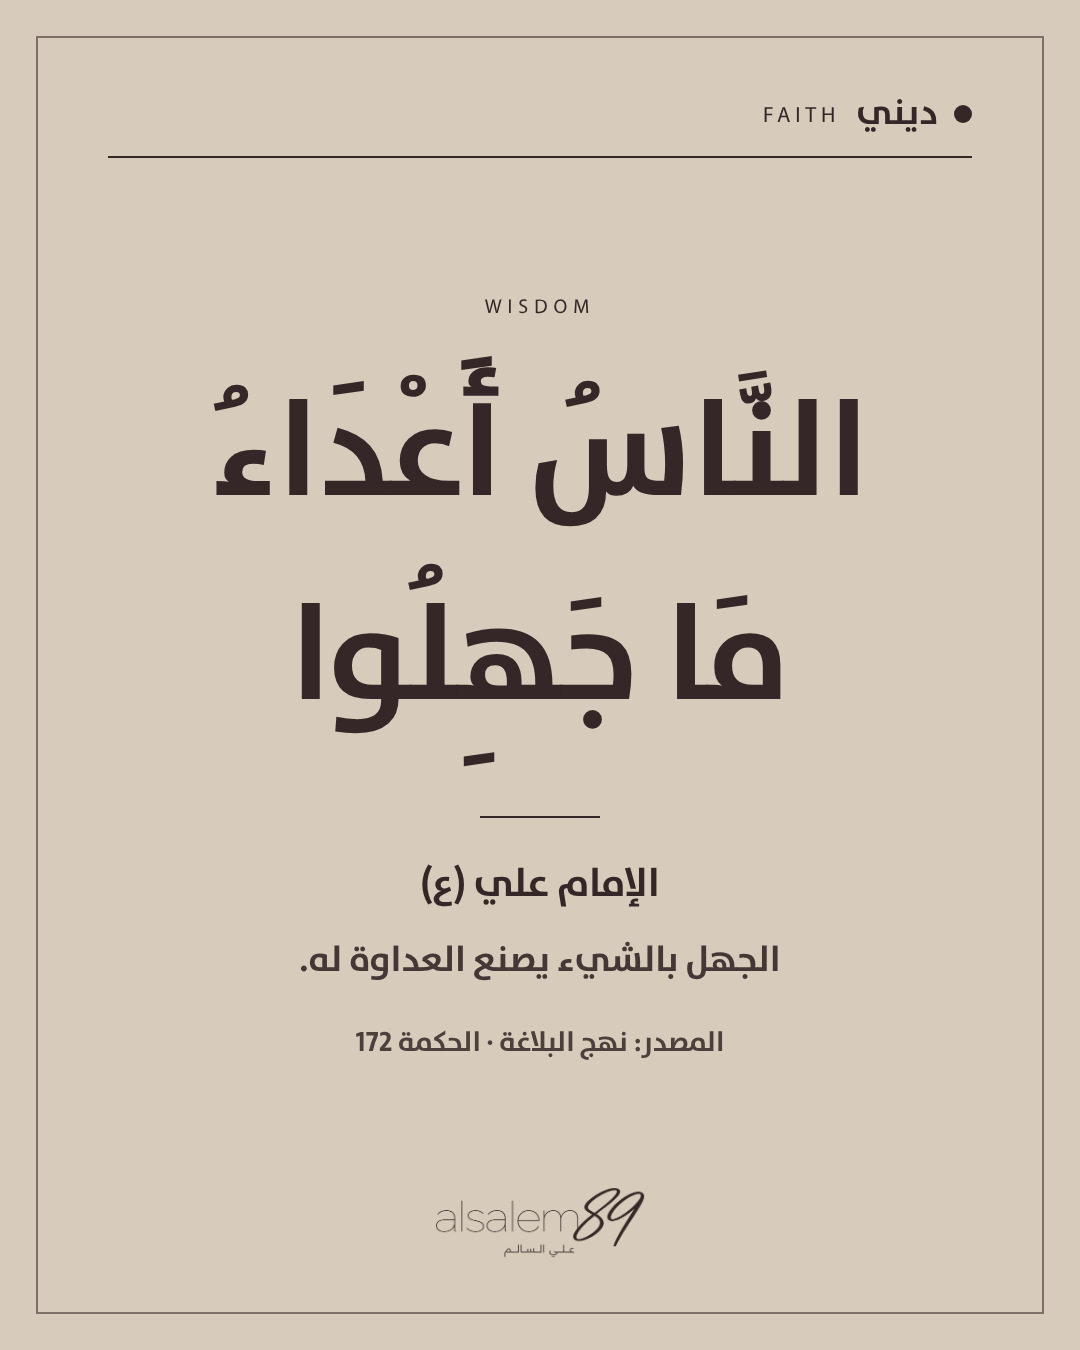 ديني FAITH
WISDOM
النَّاسُ أَعْدَاءُ
مَا جَهِلُوا
الإمام علي (ع)
الجهل بالشيء يصنع العداوة له.
المصدر: نهج البلاغة · الحكمة 172
alsalem89
علي السالم